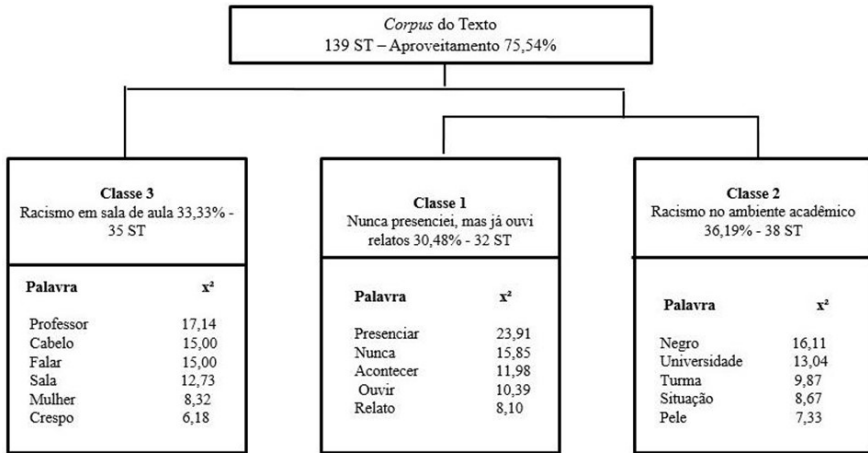 Corpus do Texto
139 ST – Aproveitamento 75,54%
Classe 3
Racismo em sala de aula 33,33% -
35 ST
Palavra x²
Professor 17,14
Cabelo 15,00
Falar 15,00
Sala 12,73
Mulher 8,32
Crespo 6,18
Classe 1
Nunca presenciei, mas já ouvi
relatos 30,48% - 32 ST
Palavra x²
Presenciar 23,91
Nunca 15,85
Acontecer 11,98
Ouvir 10,39
Relato 8,10
Classe 2
Racismo no ambiente acadêmico
36,19% - 38 ST
Palavra x²
Negro 16,11
Universidade 13,04
Turma 9,87
Situação 8,67
Pele 7,33